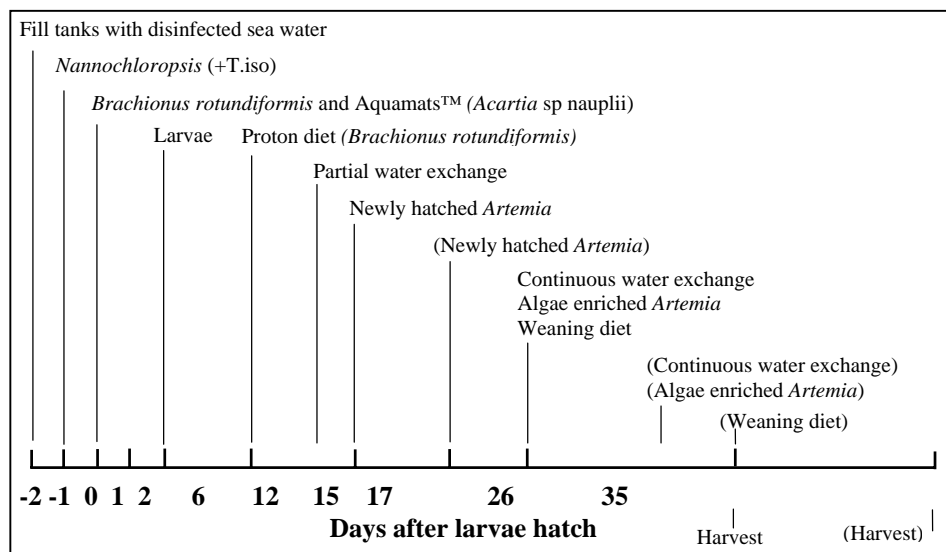 Fill tanks with disinfected sea water
Nannochloropsis (+T.iso)
Brachionus rotundiformis and Aquamats™ (Acartia sp nauplii)
Larvae
Proton diet (Brachionus rotundiformis)
Partial water exchange
Newly hatched Artemia
(Newly hatched Artemia)
Continuous water exchange
Algae enriched Artemia
Weaning diet
(Continuous water exchange)
(Algae enriched Artemia)
(Weaning diet)
-2 -1 0 1 2 6 12 15 17 26 35
Days after larvae hatch
Harvest
(Harvest)